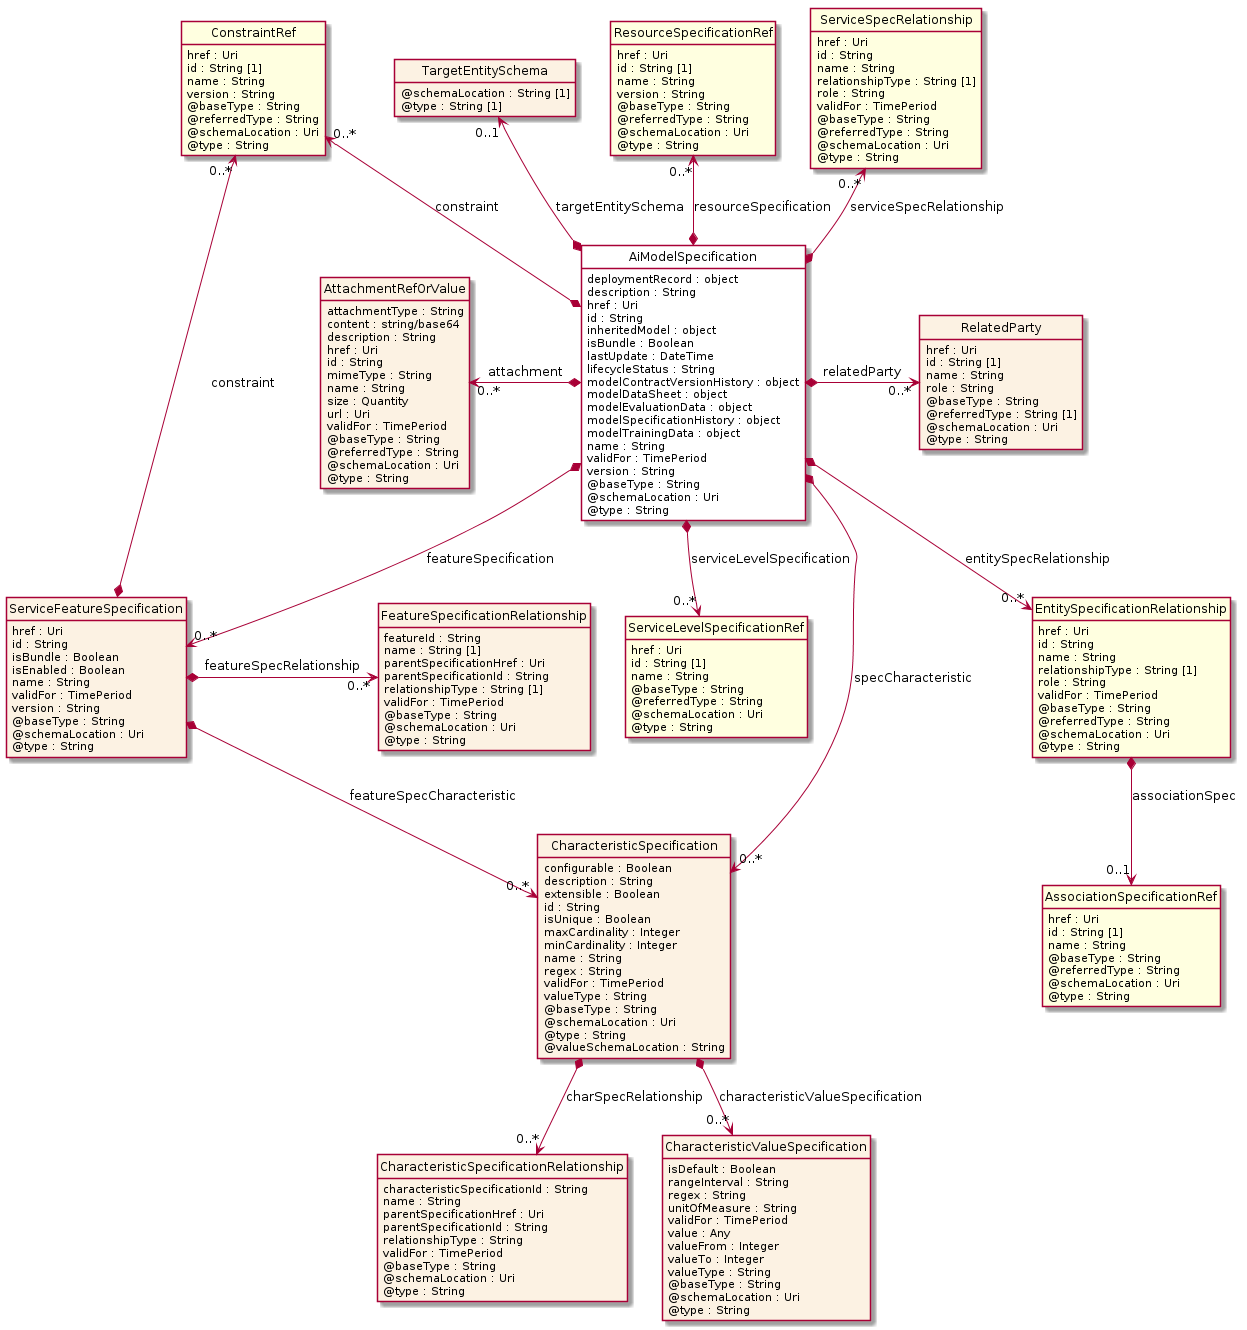 ConstraintRef
href : Uri
id : String [1]
name : String
version : String
@baseType : String
@referredType : String
@schemaLocation : Uri
@type : String
TargetEntitySchema
@schemaLocation : String [1]
@type : String [1]
ResourceSpecificationRef
href : Uri
id : String [1]
name : String
version : String
@baseType : String
@referredType : String
@schemaLocation : Uri
@type : String
ServiceSpecRelationship
href : Uri
id : String
name : String
relationshipType : String [1]
role : String
validFor : TimePeriod
@baseType : String
@referredType : String
@schemaLocation : Uri
@type : String
0..*
0..*
0..1
0..*
0..*
constraint
targetEntitySchema
resourceSpecification
serviceSpecRelationship
AiModelSpecification
deploymentRecord : object
description : String
href : Uri
id : String
inheritedModel : object
isBundle : Boolean
lastUpdate : DateTime
lifecycleStatus : String
modelContractVersionHistory : object
modelDataSheet : object
modelEvaluationData : object
modelSpecificationHistory : object
modelTrainingData : object
name : String
validFor : TimePeriod
version : String
@baseType : String
@schemaLocation : Uri
@type : String
AttachmentRefOrValue
attachmentType : String
content : string/base64
description : String
href : Uri
id : String
mimeType : String
name : String
size : Quantity
url : Uri
validFor : TimePeriod
@baseType : String
@referredType : String
@schemaLocation : Uri
@type : String
attachment
0..*
relatedParty
0..*
RelatedParty
href : Uri
id : String [1]
name : String
role : String
@baseType : String
@referredType : String [1]
@schemaLocation : Uri
@type : String
constraint
featureSpecification
0..*
serviceLevelSpecification
0..*
specCharacteristic
0..*
entitySpecRelationship
0..*
ServiceFeatureSpecification
href : Uri
id : String
isBundle : Boolean
isEnabled : Boolean
name : String
validFor : TimePeriod
version : String
@baseType : String
@schemaLocation : Uri
@type : String
featureSpecRelationship
0..*
FeatureSpecificationRelationship
featureId : String
name : String [1]
parentSpecificationHref : Uri
parentSpecificationId : String
relationshipType : String [1]
validFor : TimePeriod
@baseType : String
@schemaLocation : Uri
@type : String
ServiceLevelSpecificationRef
href : Uri
id : String [1]
name : String
@baseType : String
@referredType : String
@schemaLocation : Uri
@type : String
EntitySpecificationRelationship
href : Uri
id : String
name : String
relationshipType : String [1]
role : String
validFor : TimePeriod
@baseType : String
@referredType : String
@schemaLocation : Uri
@type : String
featureSpecCharacteristic
0..*
associationSpec
0..1
CharacteristicSpecification
configurable : Boolean
description : String
extensible : Boolean
id : String
isUnique : Boolean
maxCardinality : Integer
minCardinality : Integer
name : String
regex : String
validFor : TimePeriod
valueType : String
@baseType : String
@schemaLocation : Uri
@type : String
@valueSchemaLocation : String
AssociationSpecificationRef
href : Uri
id : String [1]
name : String
@baseType : String
@referredType : String
@schemaLocation : Uri
@type : String
charSpecRelationship
0..*
characteristicValueSpecification
0..*
CharacteristicSpecificationRelationship
characteristicSpecificationId : String
name : String
parentSpecificationHref : Uri
parentSpecificationId : String
relationshipType : String
validFor : TimePeriod
@baseType : String
@schemaLocation : Uri
@type : String
CharacteristicValueSpecification
isDefault : Boolean
rangeInterval : String
regex : String
unitOfMeasure : String
validFor : TimePeriod
value : Any
valueFrom : Integer
valueTo : Integer
valueType : String
@baseType : String
@schemaLocation : Uri
@type : String